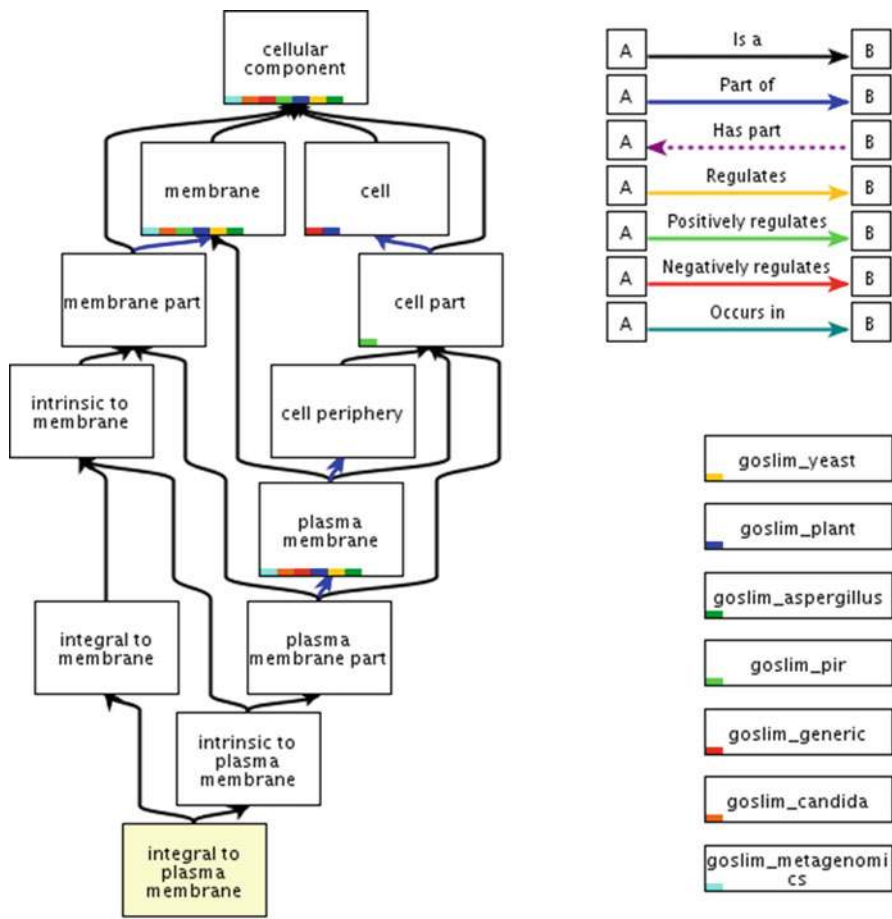 cellular
component
membrane
cell
membrane part
cell part
intrinsic to
membrane
cell periphery
plasma
membrane
integral to
membrane
plasma
membrane part
intrinsic to
plasma
membrane
integral to
plasma
membrane
A Is a B
A Part of B
A Has part B
A Regulates B
A Positively regulates B
A Negatively regulates B
A Occurs in B
goslim_yeast
goslim_plant
goslim_aspergillus
goslim_pir
goslim_generic
goslim_candida
goslim_metagenomi
cs